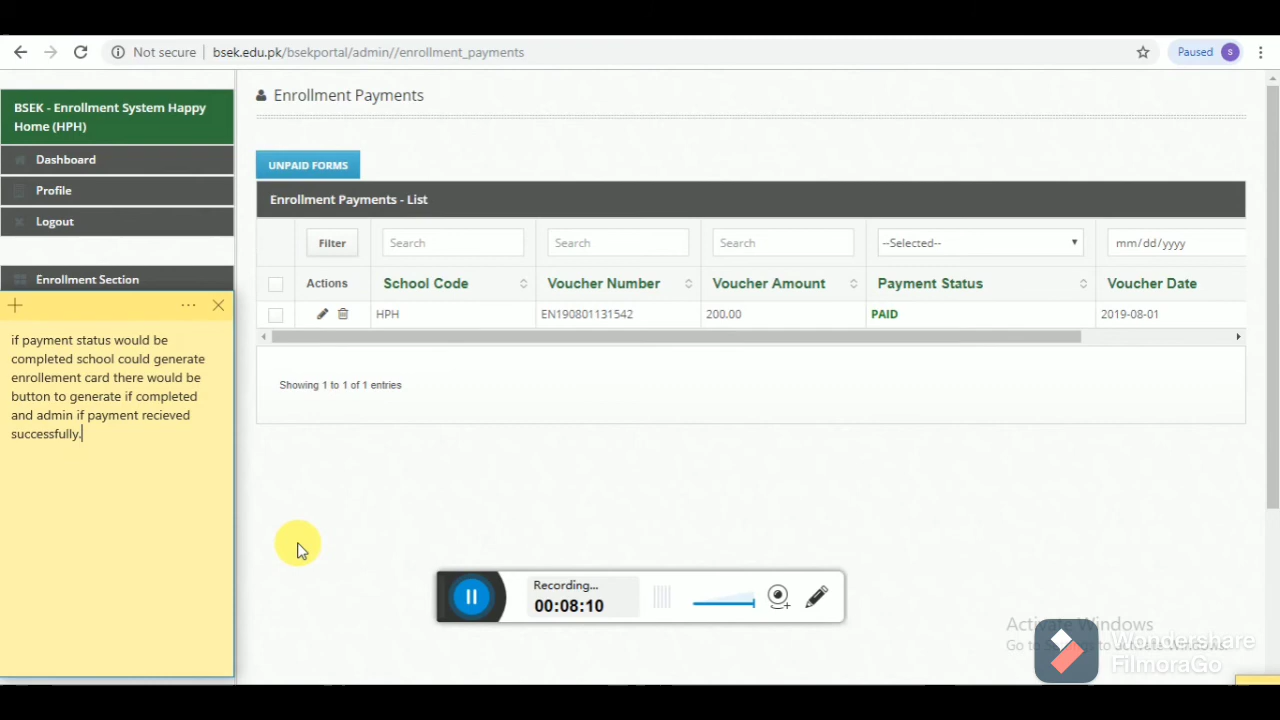 Not secure
bsek.edu.pk/bsekportal/admin//enrollment_payments
Paused
S
BSEK - Enrollment System Happy
Home (HPH)
Dashboard
Profile
Logout
Enrollment Section
if payment status would be
completed school could generate
enrollement card there would be
button to generate if completed
and admin if payment recieved
successfully.
Enrollment Payments
UNPAID FORMS
Enrollment Payments - List
Filter Search Search Search --Selected-- mm/dd/yyyy
Actions School Code Voucher Number Voucher Amount Payment Status Voucher Date
HPH EN190801131542 200.00 PAID 2019-08-01
Showing 1 to 1 of 1 entries
Recording...
00:08:10
Activate Windows
Go to Settings to activate Windows.
Wondershare
FilmoraGo